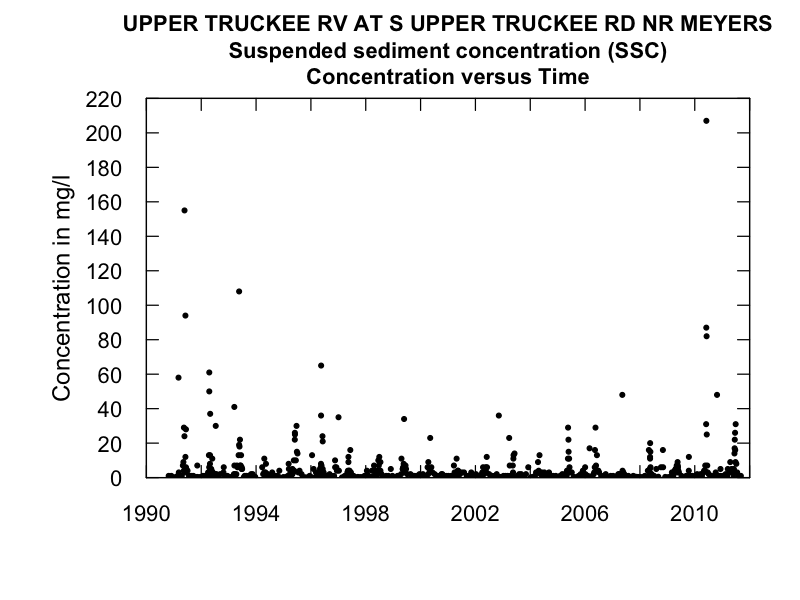 UPPER TRUCKEE RV AT S UPPER TRUCKEE RD NR MEYERS
Suspended sediment concentration (SSC)
Concentration versus Time
220
200
180
160
140
120
100
80
60
40
20
0
Concentration in mg/l
1990 1994 1998 2002 2006 2010